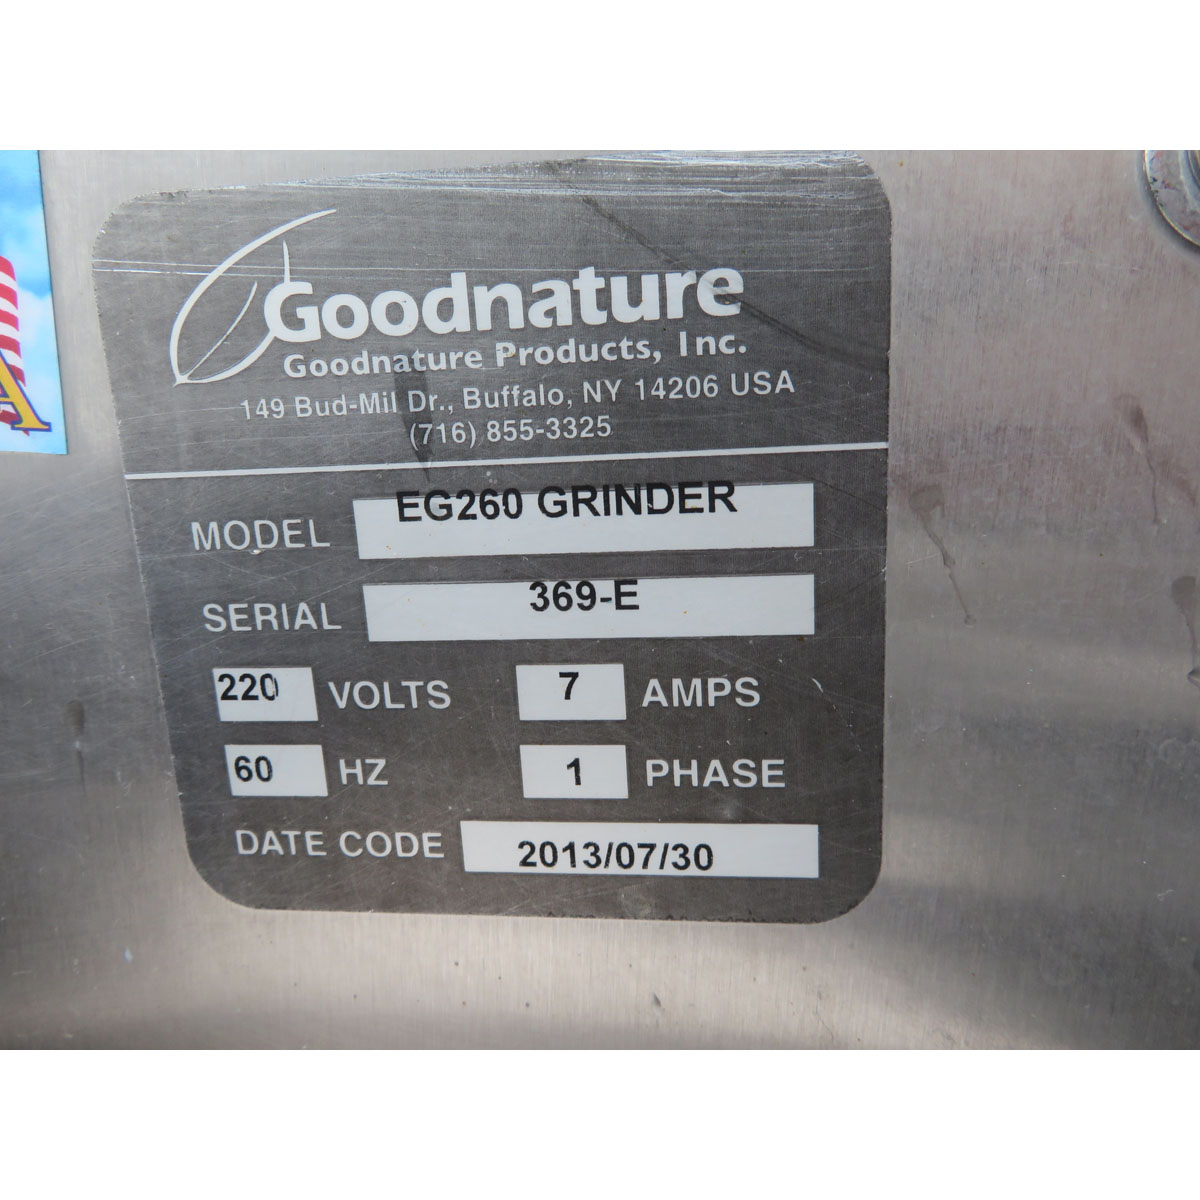 Goodnature
Goodnature Products, Inc.
149 Bud-Mil Dr., Buffalo, NY 14206 USA
(716) 855-3325
MODEL EG260 GRINDER
SERIAL 369-E
220 VOLTS 7 AMPS
60 HZ 1 PHASE
DATE CODE 2013/07/30
A